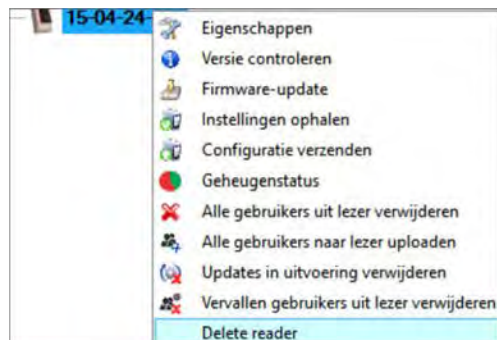 15-04-24-
Eigenschappen
Versie controleren
Firmware-update
Instellingen ophalen
Configuratie verzenden
Geheugenstatus
Alle gebruikers uit lezer verwijderen
Alle gebruikers naar lezer uploaden
Updates in uitvoering verwijderen
Vervallen gebruikers uit lezer verwijderen
Delete reader